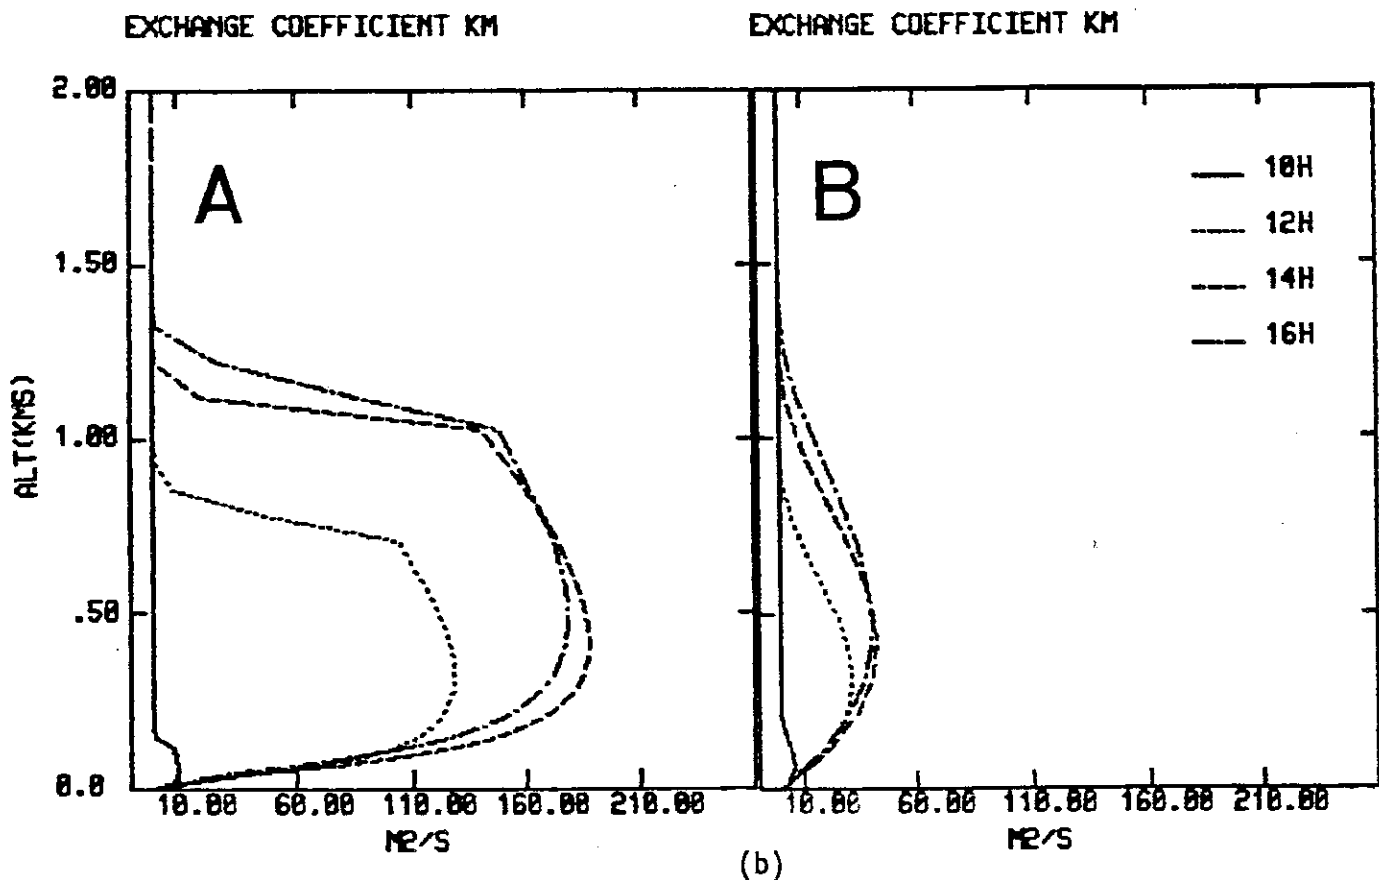 EXCHANGE COEFFICIENT KM
EXCHANGE COEFFICIENT KM
2.00
1.50
1.00
.50
0.0
ALT(KMS)
A
B
10H
12H
14H
16H
10.00 60.00 110.00 160.00 210.00
10.00 60.00 110.00 160.00 210.00
M2/S
M2/S
(b)